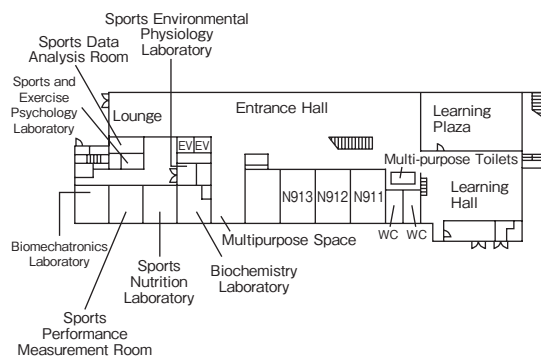 Sports Environmental
Physiology Laboratory
Sports Data
Analysis Room
Sports and
Exercise
Psychology
Laboratory
Lounge
Entrance Hall
Learning
Plaza
EV EV
Multi-purpose Toilets
N913 N912 N911
Learning
Hall
WC WC
Biomechatronics
Laboratory
Multipurpose Space
Sports
Nutrition
Laboratory
Biochemistry
Laboratory
Sports
Performance
Measurement Room